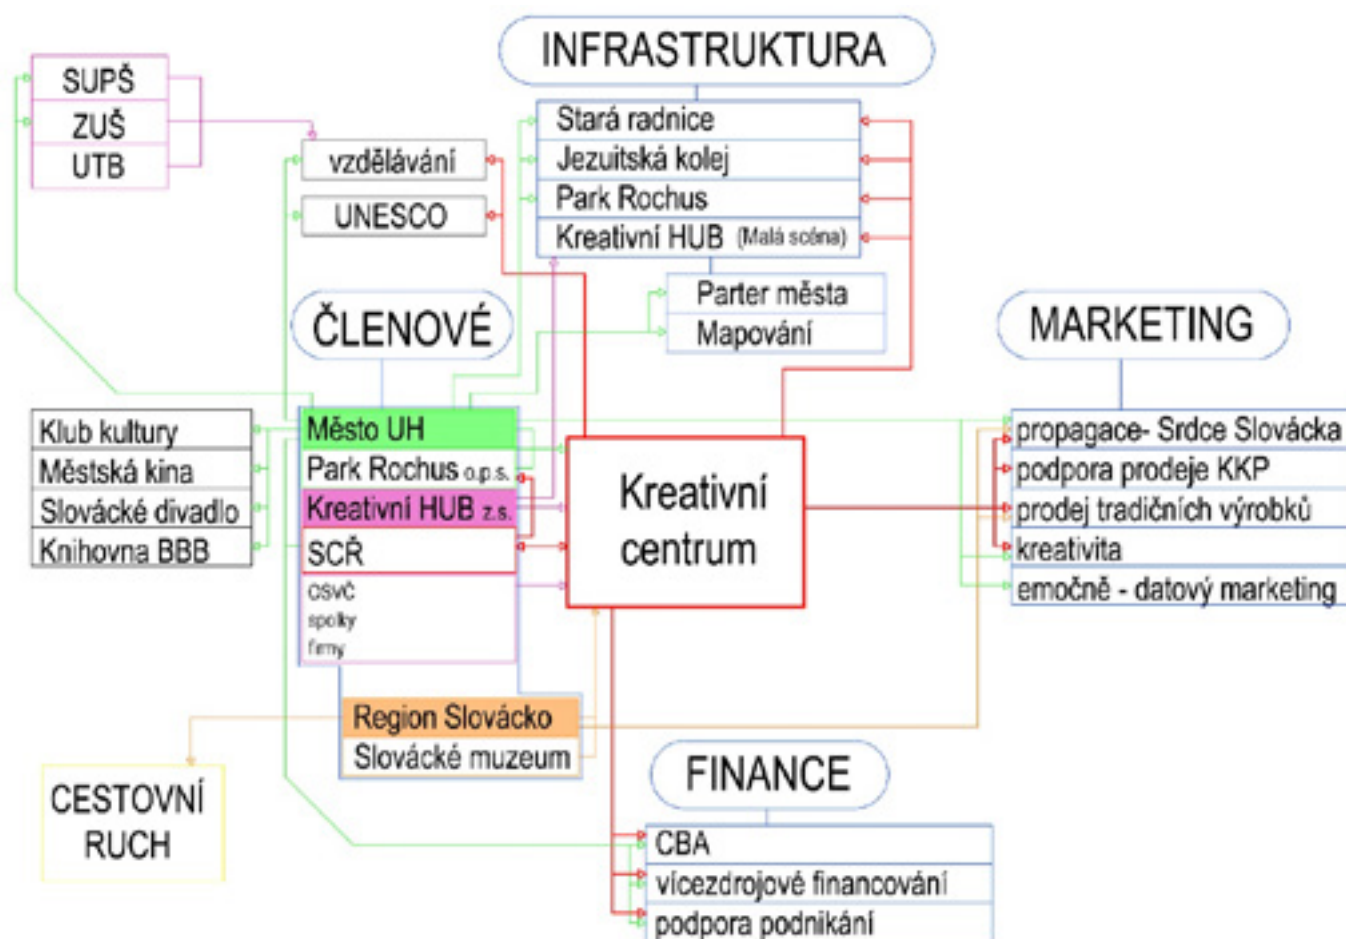 INFRASTRUKTURA
SUPŠ
ZUŠ
UTB
vzdělávání
UNESCO
Stará radnice
Jezuitská kolej
Park Rochus
Kreativní HUB (Malá scéna)
Parter města
Mapování
ČLENOVÉ
MARKETING
Klub kultury
Městská kina
Slovácké divadlo
Knihovna BBB
Město UH
Park Rochus o.p.s.
Kreativní HUB z.s.
SCŘ
OSVČ
spolky
firmy
Kreativní
centrum
propagace- Srdce Slovácka
podpora prodeje KKP
prodej tradičních výrobků
kreativita
emočně - datový marketing
Region Slovácko
Slovácké muzeum
CESTOVNÍ
RUCH
FINANCE
CBA
vícezdrojové financování
podpora podnikání